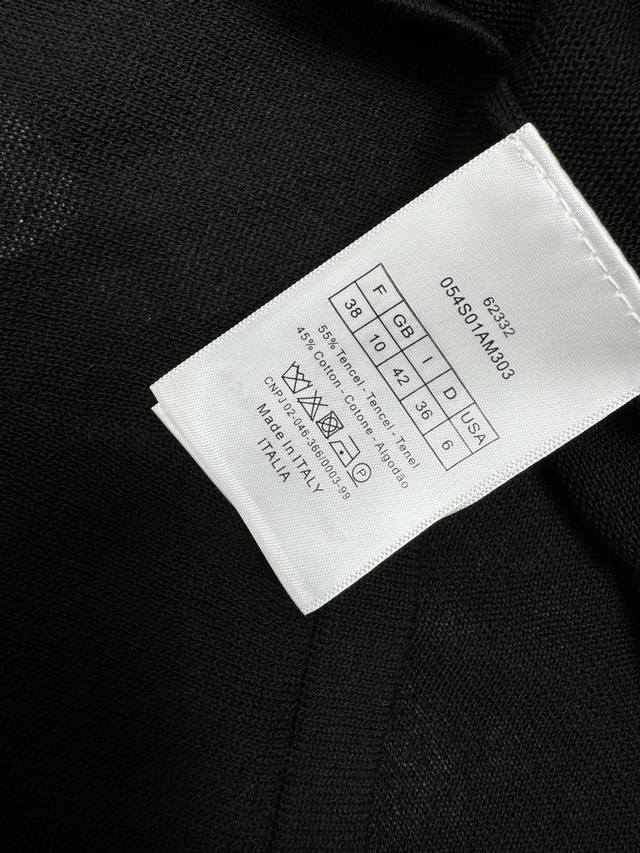 62332
054S01AM303
F GB I D USA
38 10 42 36 6
55% Tencel - Tencel - Tenel
45% Cotton - Cotone - Algodão
P
CNPJ 02-046-366/0003-99
Made In ITALY
ITALIA